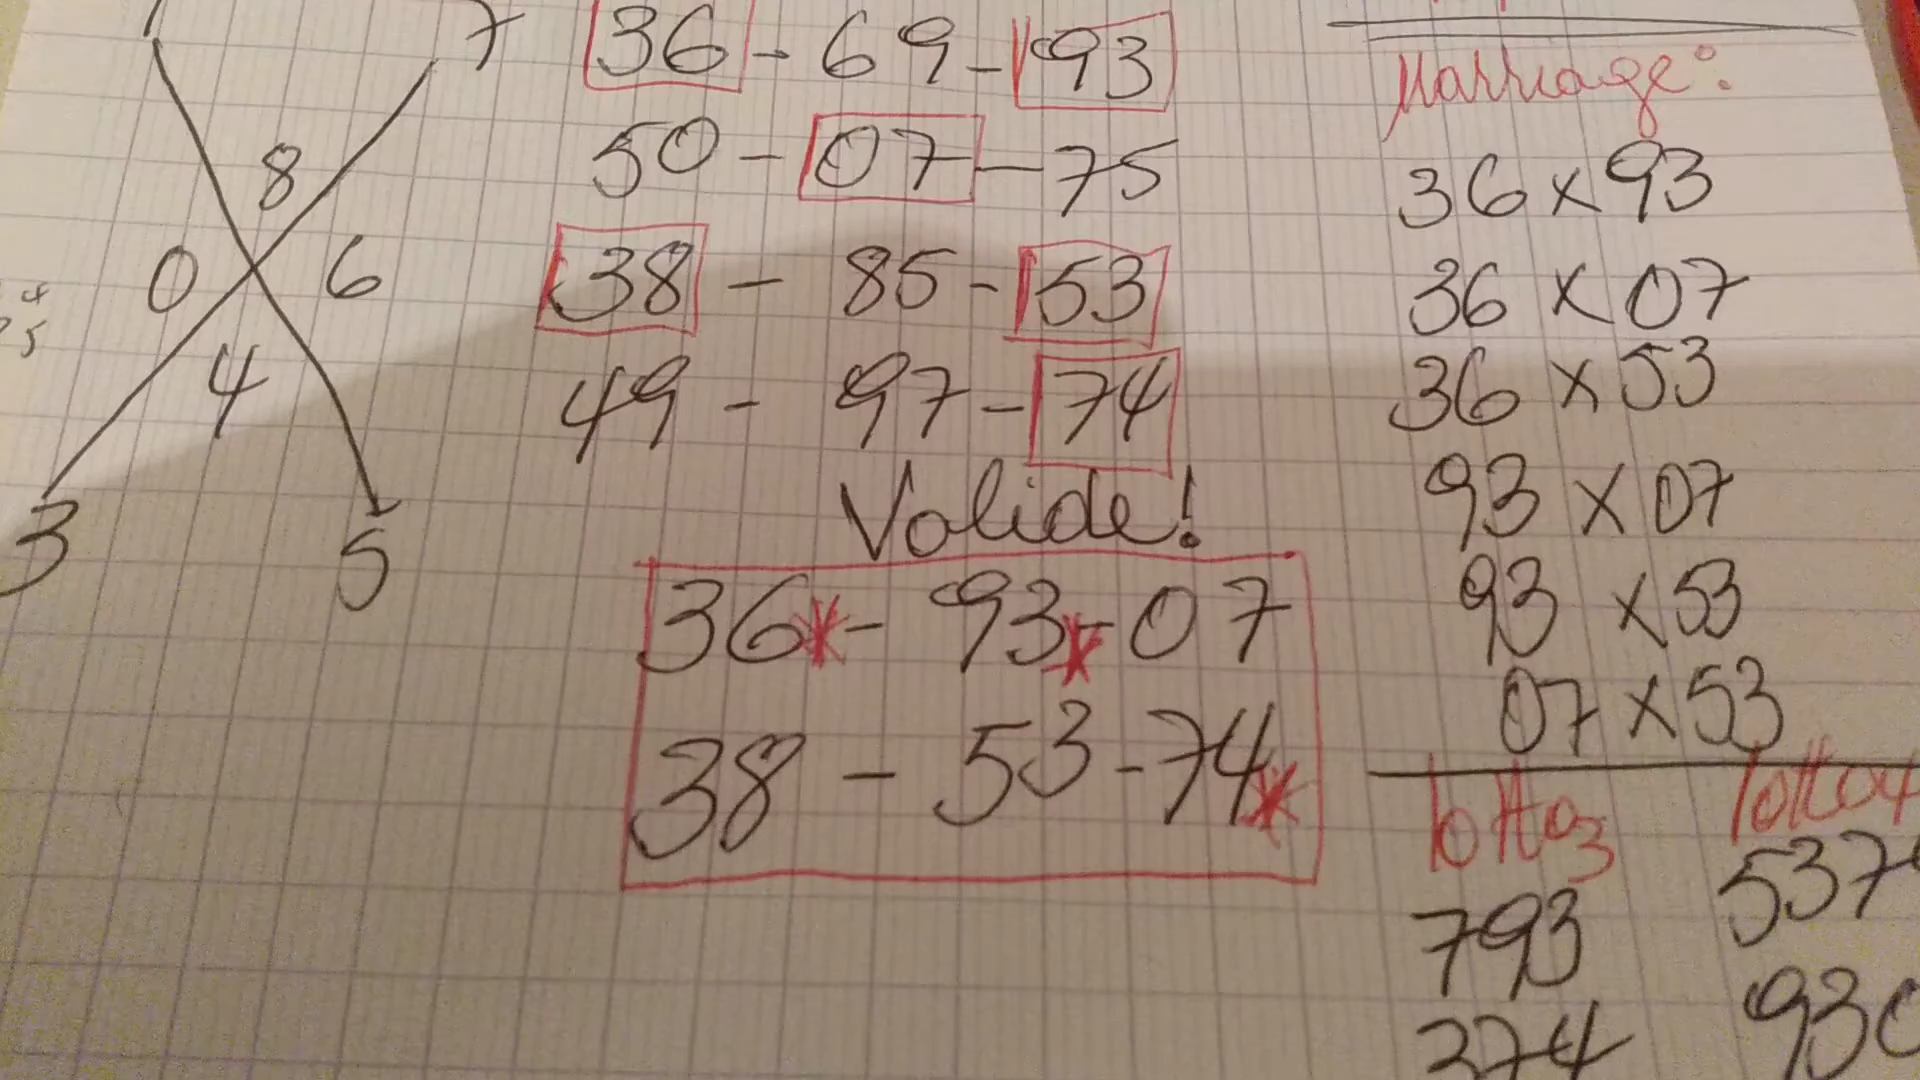 7
8
0 6
4
3 5
36 - 69 - 93
50 - 07 - 75
38 - 85 - 53
49 - 97 - 74
Valide!
36* - 93* - 07
38 - 53 - 74*
Marriage:
36 x 93
36 x 07
36 x 53
93 x 07
93 x 53
07 x 53
lotto3 lotto4
793 537
374 930